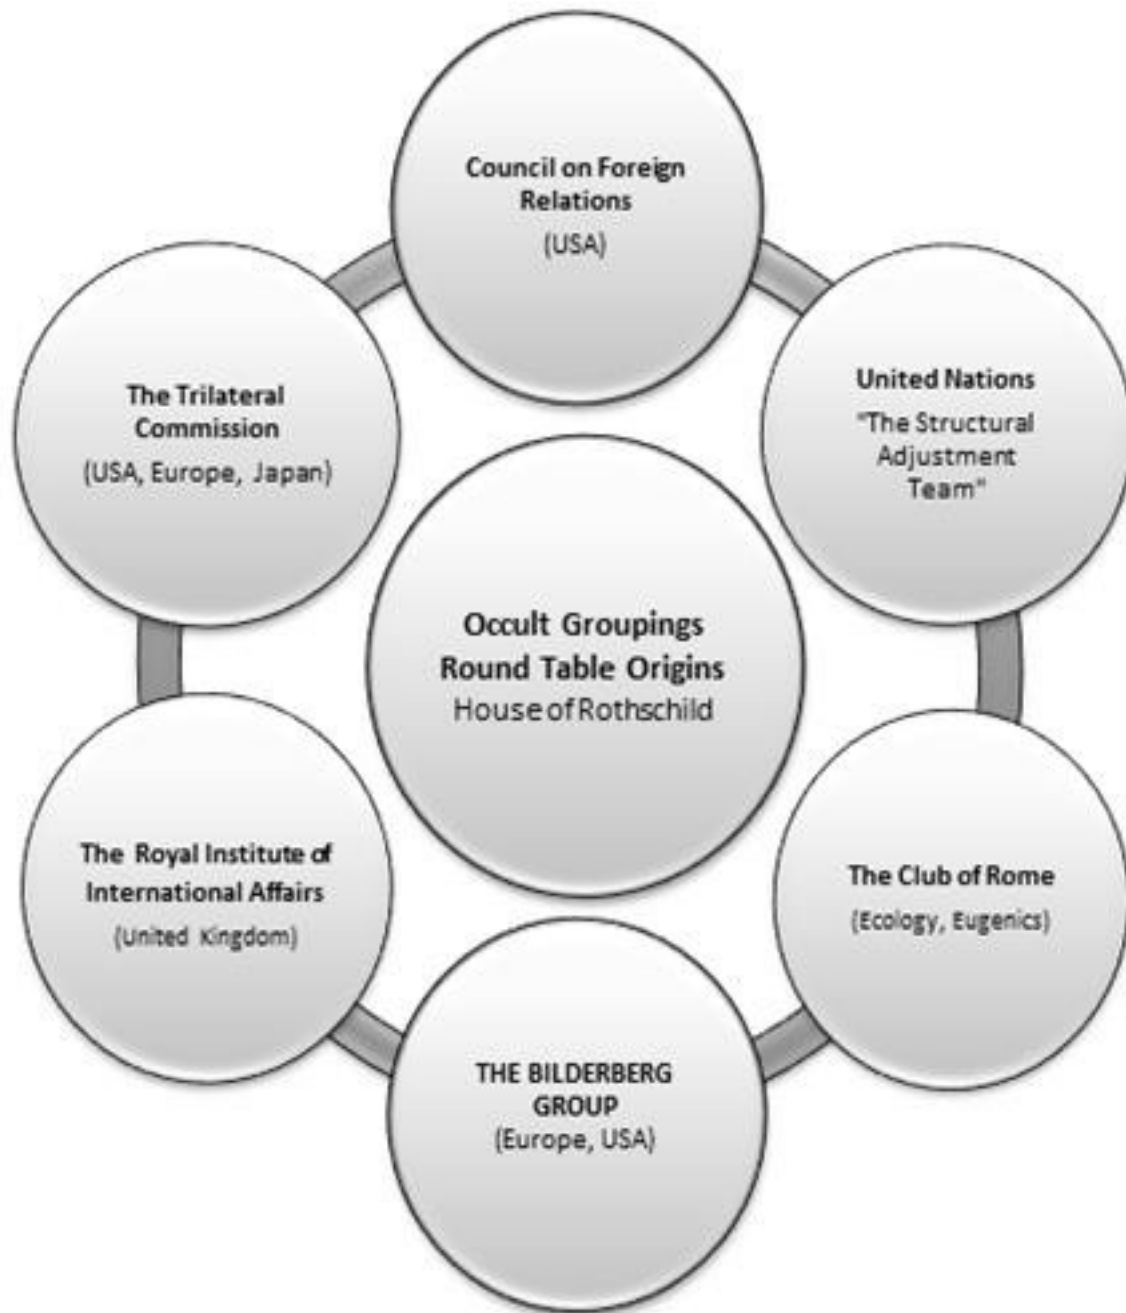 Council on Foreign
Relations
(USA)
The Trilateral
Commission
(USA, Europe, Japan)
United Nations
"The Structural
Adjustment
Team"
Occult Groupings
Round Table Origins
House of Rothschild
The Royal Institute of
International Affairs
(United Kingdom)
The Club of Rome
(Ecology, Eugenics)
THE BILDERBERG
GROUP
(Europe, USA)